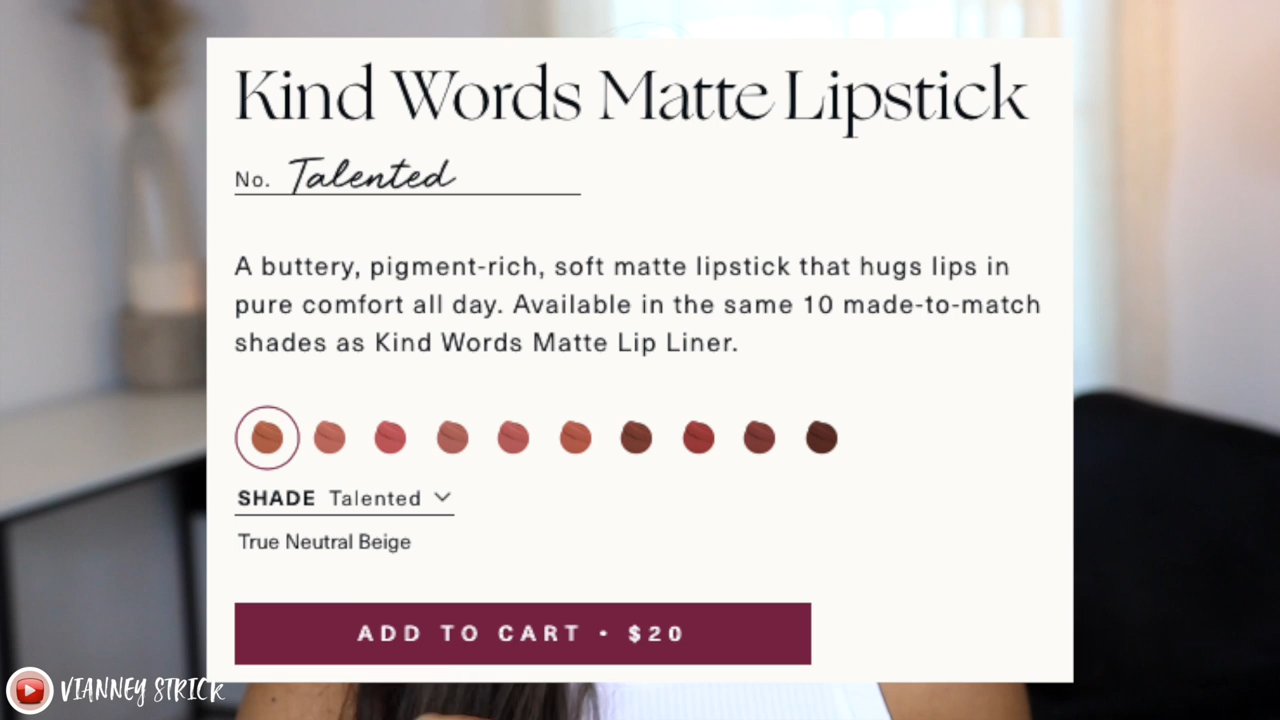 Kind Words Matte Lipstick
No. Talented
A buttery, pigment-rich, soft matte lipstick that hugs lips in
pure comfort all day. Available in the same 10 made-to-match
shades as Kind Words Matte Lip Liner.
SHADE Talented
True Neutral Beige
ADD TO CART • $20
VIANNEY STRICK